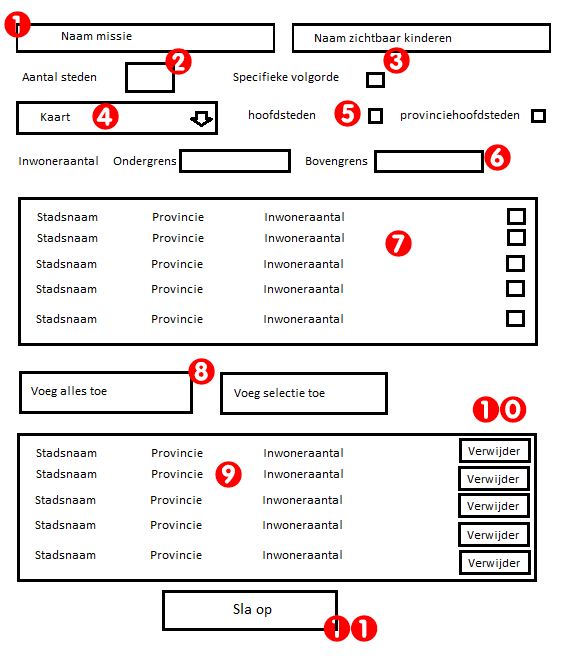 1 Naam missie Naam zichtbaar kinderen
Aantal steden 2 Specifieke volgorde 3
Kaart 4 hoofdsteden 5 provinciehoofdsteden
Inwoneraantal Ondergrens Bovengrens 6
Stadsnaam Provincie Inwoneraantal
Stadsnaam Provincie Inwoneraantal 7
Stadsnaam Provincie Inwoneraantal
Stadsnaam Provincie Inwoneraantal
Stadsnaam Provincie Inwoneraantal
Voeg alles toe 8 Voeg selectie toe
10
Stadsnaam Provincie Inwoneraantal Verwijder
Stadsnaam Provincie 9 Inwoneraantal Verwijder
Stadsnaam Provincie Inwoneraantal Verwijder
Stadsnaam Provincie Inwoneraantal Verwijder
Stadsnaam Provincie Inwoneraantal Verwijder
Sla op 11